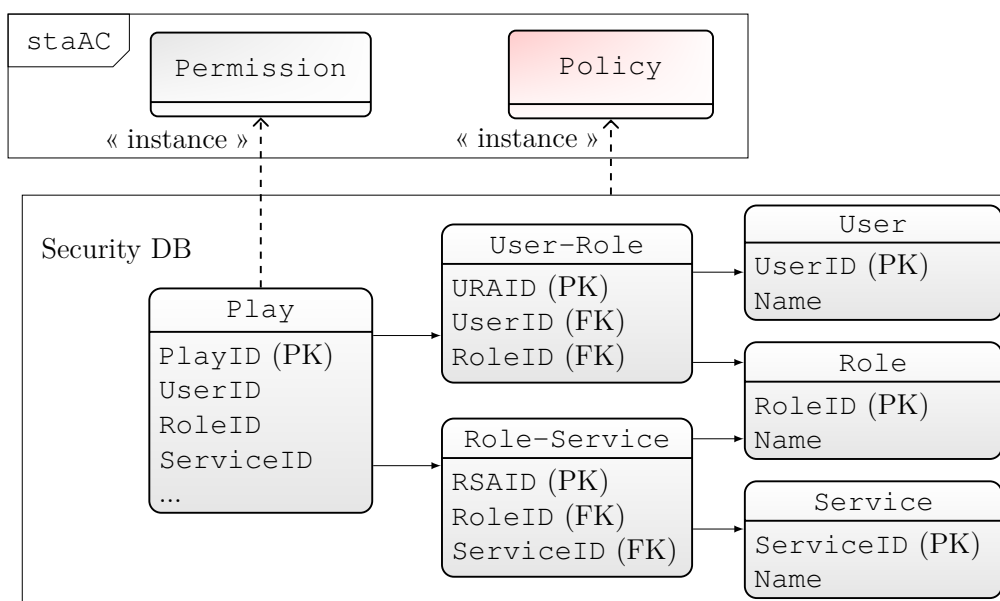 staAC
Permission
Policy
« instance »
« instance »
Security DB
Play
PlayID (PK)
UserID
RoleID
ServiceID
...
User-Role
URAID (PK)
UserID (FK)
RoleID (FK)
Role-Service
RSAID (PK)
RoleID (FK)
ServiceID (FK)
User
UserID (PK)
Name
Role
RoleID (PK)
Name
Service
ServiceID (PK)
Name